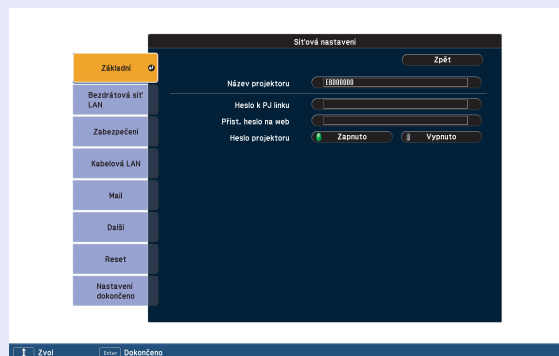 Síťová nastavení
Zpět
Základní
Název projektoru EB000000
Bezdrátová síť
LAN
Heslo k PJ linku
Příst. heslo na web
Heslo projektoru Zapnuto Vypnuto
Zabezpečení
Kabelová LAN
Mail
Další
Reset
Nastavení
dokončeno
Zvol Enter Dokončeno